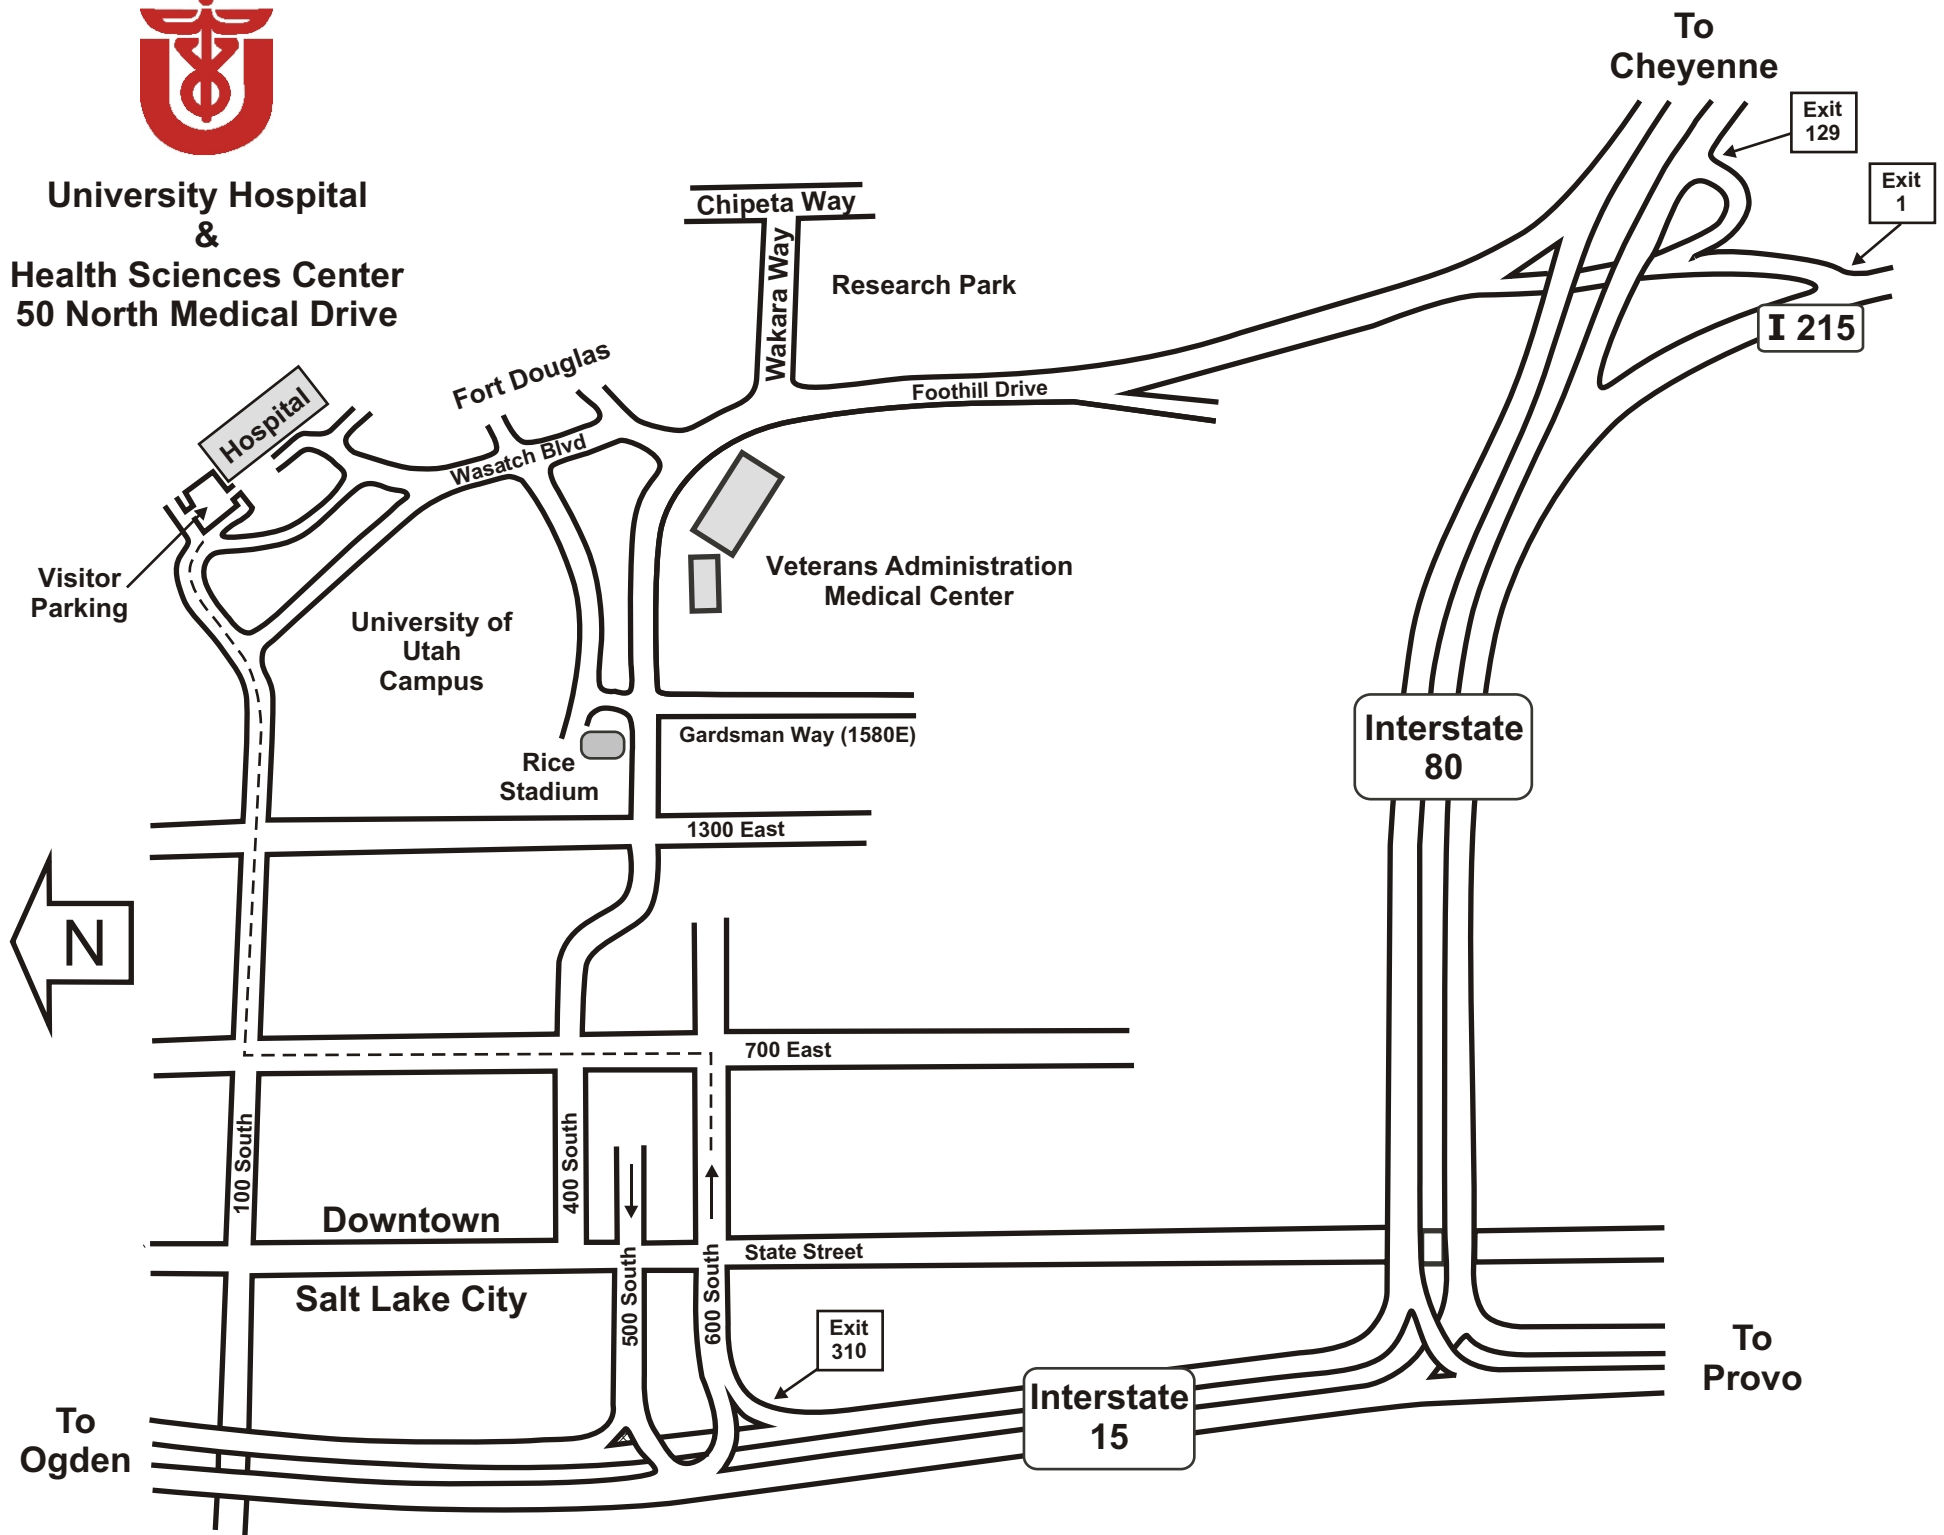 University Hospital
&
Health Sciences Center
50 North Medical Drive
To
Cheyenne
Exit
129
Exit
1
I 215
Chipeta Way
Wakara Way
Research Park
Foothill Drive
Fort Douglas
Wasatch Blvd
Hospital
Visitor
Parking
University of
Utah
Campus
Veterans Administration
Medical Center
Gardsman Way (1580E)
Rice
Stadium
Interstate
80
1300 East
N
700 East
100 South
400 South
Downtown
State Street
500 South
600 South
Salt Lake City
Exit
310
To
Provo
Interstate
15
To
Ogden